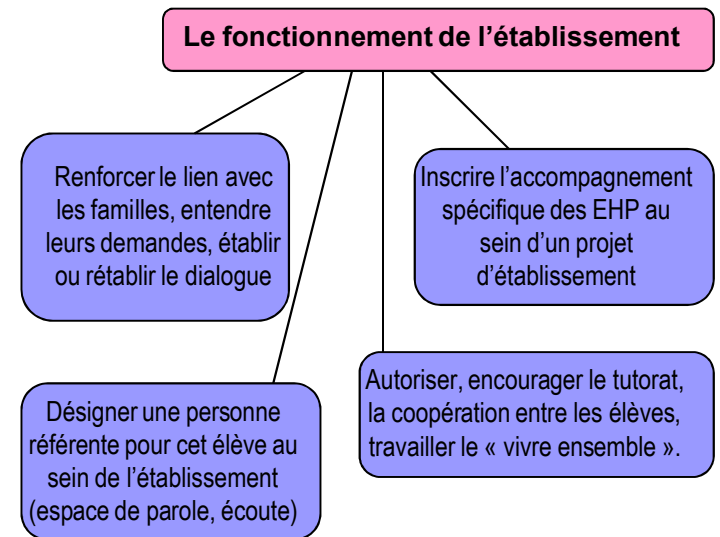 Le fonctionnement de l’établissement
Renforcer le lien avec
les familles, entendre
leurs demandes, établir
ou rétablir le dialogue
Inscrire l’accompagnement
spécifique des EHP au
sein d’un projet
d’établissement
Désigner une personne
référente pour cet élève au
sein de l’établissement
(espace de parole, écoute)
Autoriser, encourager le tutorat,
la coopération entre les élèves,
travailler le « vivre ensemble ».